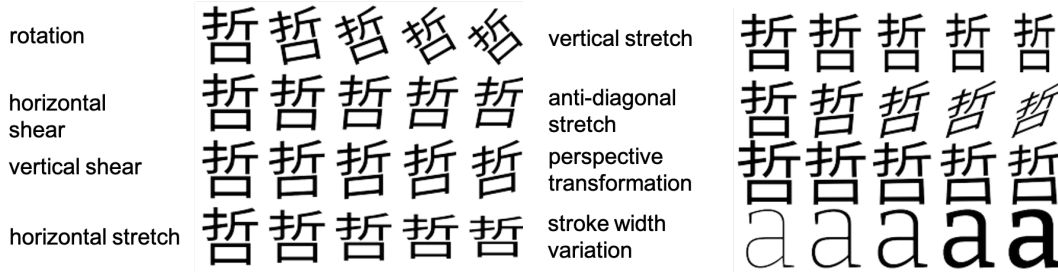 rotation 哲 哲 哲 哲 哲
horizontal
shear 哲 哲 哲 哲 哲
vertical shear 哲 哲 哲 哲 哲
horizontal stretch 哲 哲 哲 哲 哲
vertical stretch 哲 哲 哲 哲 哲
anti-diagonal
stretch 哲 哲 哲 哲 哲
perspective
transformation 哲 哲 哲 哲 哲
stroke width
variation a a a a a